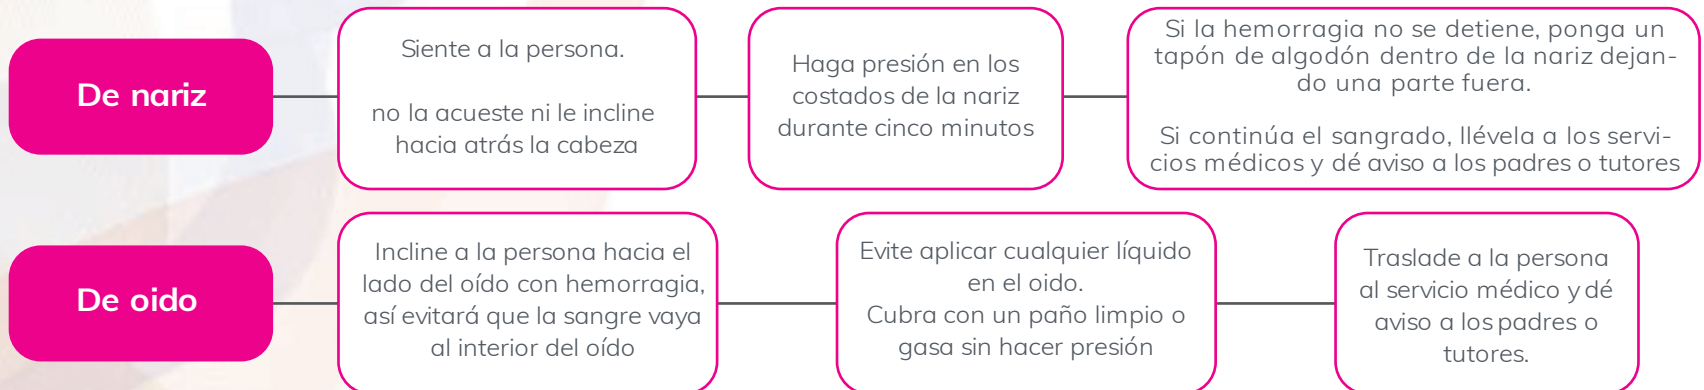 De nariz
Siente a la persona.
no la acueste ni le incline
hacia atrás la cabeza
Haga presión en los
costados de la nariz
durante cinco minutos
Si la hemorragia no se detiene, ponga un
tapón de algodón dentro de la nariz dejan-
do una parte fuera.
Si continúa el sangrado, llévela a los servi-
cios médicos y dé aviso a los padres o tutores
De oido
Incline a la persona hacia el
lado del oído con hemorragia,
así evitará que la sangre vaya
al interior del oído
Evite aplicar cualquier líquido
en el oido.
Cubra con un paño limpio o
gasa sin hacer presión
Traslade a la persona
al servicio médico y dé
aviso a los padres o
tutores.